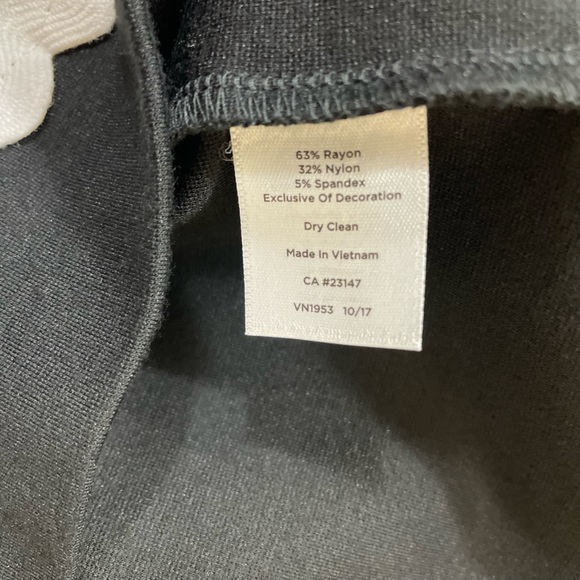 63% Rayon
32% Nylon
5% Spandex
Exclusive Of Decoration
Dry Clean
Made In Vietnam
CA #23147
VN1953 10/17